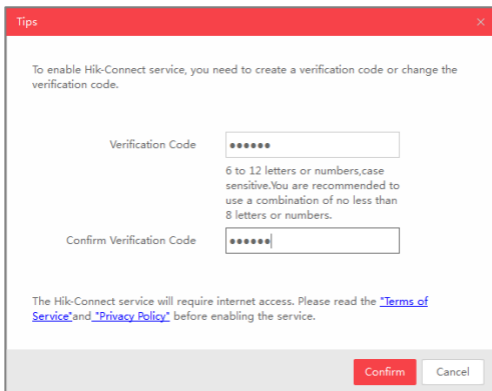 Tips
To enable Hik-Connect service, you need to create a verification code or change the
verification code.
Verification Code ●●●●●●
6 to 12 letters or numbers,case
sensitive.You are recommended to
use a combination of no less than
8 letters or numbers.
Confirm Verification Code ●●●●●●
The Hik-Connect service will require internet access. Please read the "Terms of
Service"and "Privacy Policy" before enabling the service.
Confirm Cancel